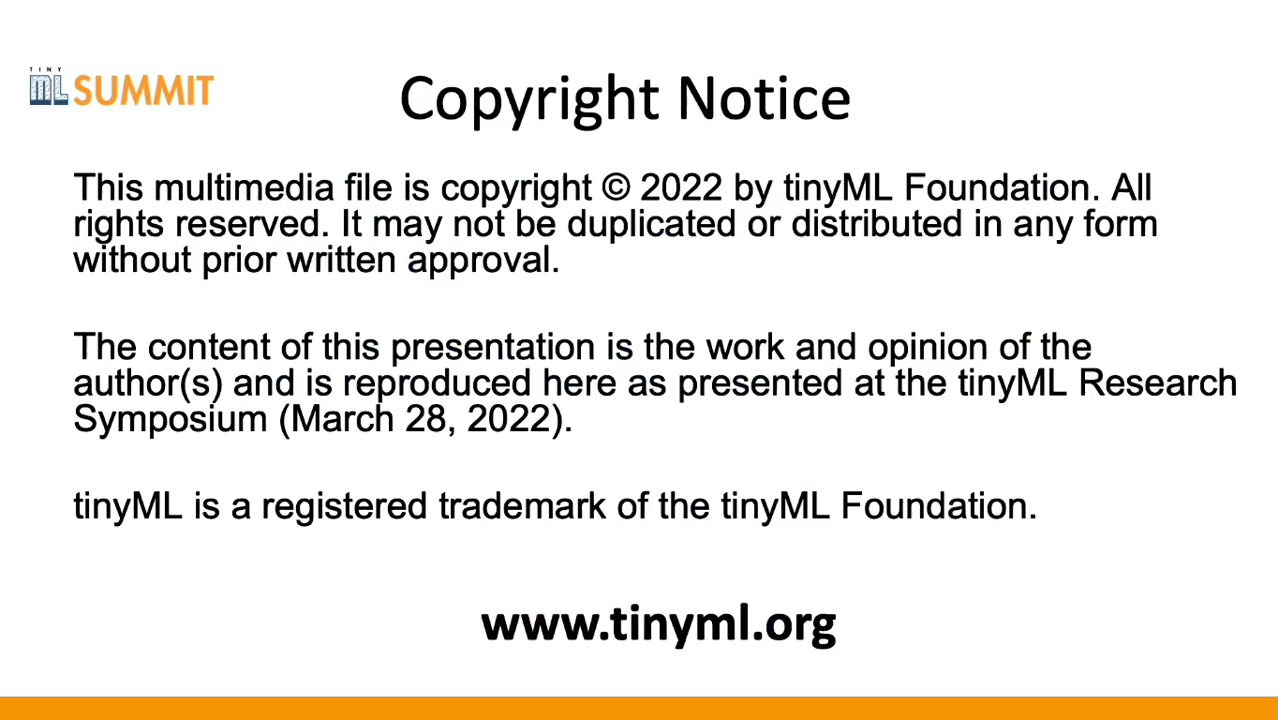 TINY
ML SUMMIT
Copyright Notice
This multimedia file is copyright © 2022 by tinyML Foundation. All
rights reserved. It may not be duplicated or distributed in any form
without prior written approval.
The content of this presentation is the work and opinion of the
author(s) and is reproduced here as presented at the tinyML Research
Symposium (March 28, 2022).
tinyML is a registered trademark of the tinyML Foundation.
www.tinyml.org